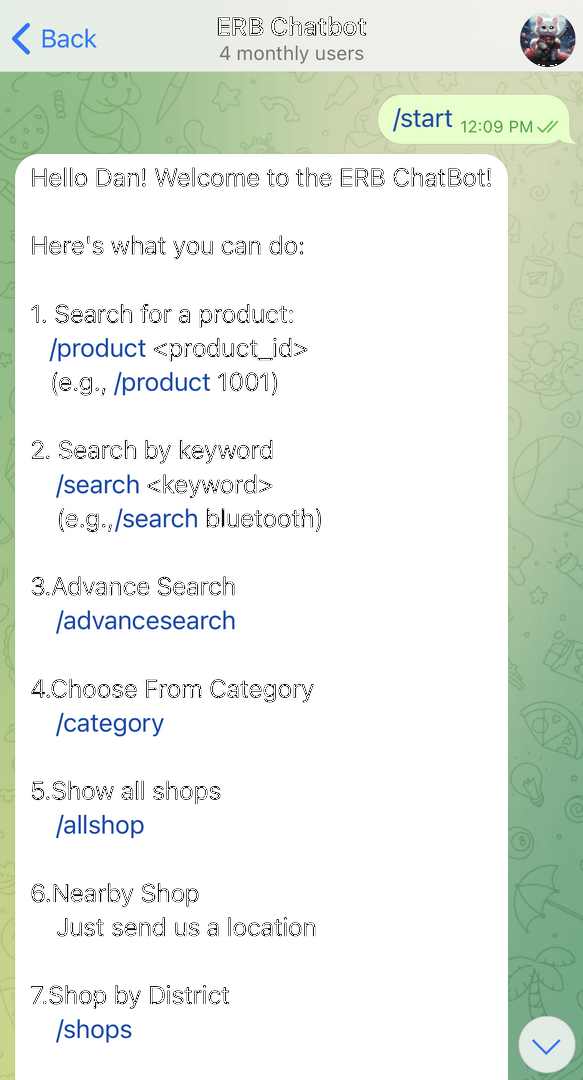 Back
ERB Chatbot
4 monthly users
/start 12:09 PM
Hello Dan! Welcome to the ERB ChatBot!
Here's what you can do:
1. Search for a product:
/product <product_id>
(e.g., /product 1001)
2. Search by keyword
/search <keyword>
(e.g.,/search bluetooth)
3.Advance Search
/advancesearch
4.Choose From Category
/category
5.Show all shops
/allshop
6.Nearby Shop
Just send us a location
7.Shop by District
/shops